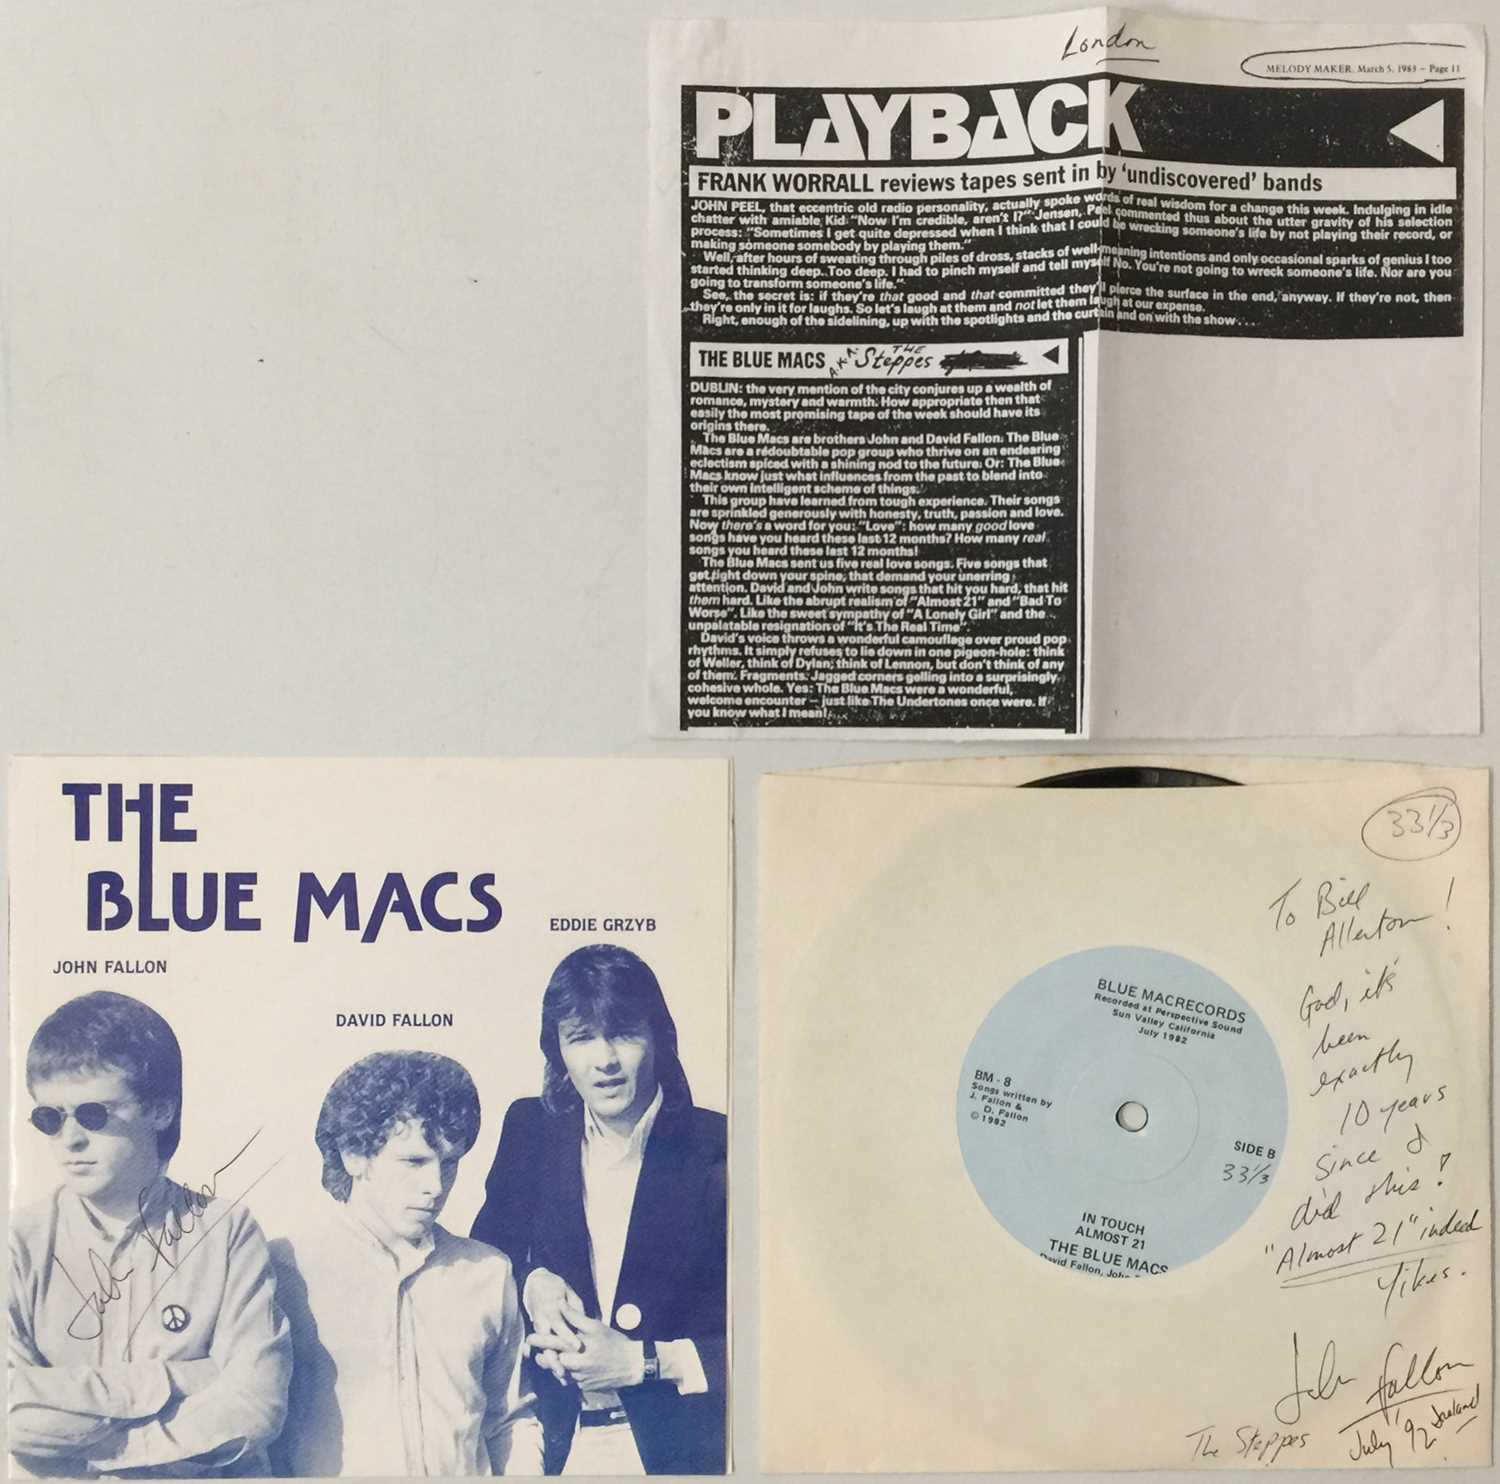 London
MELODY MAKER, March 5, 1983 – Page 11
PLAYBACK
FRANK WORRALL reviews tapes sent in by 'undiscovered' bands
JOHN PEEL, that eccentric old radio personality, actually spoke words of real wisdom for a change this week. Indulging in idle
chatter with amiable Kid "Now I'm credible, aren't I?" Jensen, Peel commented thus about the utter gravity of his selection
process: "Sometimes I get quite depressed when I think that I could be wrecking someone's life by not playing their record, or
making someone somebody by playing them."
Well, after hours of sweating through piles of dross, stacks of well-meaning intentions and only occasional sparks of genius I too
started thinking deep. Too deep. I had to pinch myself and tell myself No. You're not going to wreck someone's life. Nor are you
going to transform someone's life."
See, the secret is: if they're that good and that committed they'll pierce the surface in the end, anyway. If they're not, then
they're only in it for laughs. So let's laugh at them and not let them laugh at our expense.
Right, enough of the sidelining, up with the spotlights and the curtain and on with the show . . .
THE BLUE MACS A.K.A. THE Steppes
DUBLIN: the very mention of the city conjures up a wealth of
romance, mystery and warmth. How appropriate then that
easily the most promising tape of the week should have its
origins there.
The Blue Macs are brothers John and David Fallon. The Blue
Macs are a redoubtable pop group who thrive on an endearing
eclectism spiced with a shining nod to the future. Or: The Blue
Macs know just what influences from the past to blend into
their own intelligent scheme of things.
This group have learned from tough experience. Their songs
are sprinkled generously with honesty, truth, passion and love.
Now there's a word for you: "Love": how many good love
songs have you heard these last 12 months? How many real
songs you heard these last 12 months!
The Blue Macs sent us five real love songs. Five songs that
get right down your spine, that demand your unerring
attention. David and John write songs that hit you hard, that hit
them hard. Like the abrupt realism of "Almost 21" and "Bad To
Worse". Like the sweet sympathy of "A Lonely Girl" and the
unpalatable resignation of "It's The Real Time".
David's voice throws a wonderful camouflage over proud pop
rhythms. It simply refuses to lie down in one pigeon-hole: think
of Weller, think of Dylan, think of Lennon, but don't think of any
of them. Fragments. Jagged corners gelling into a surprisingly
cohesive whole. Yes: The Blue Macs were a wonderful,
welcome encounter – just like The Undertones once were. If
you know what I mean!
THE
BLUE MACS
EDDIE GRZYB
JOHN FALLON
DAVID FALLON
John Fallon
33 1/3
To Bill
Allerton!
God, it's
been
exactly
10 years
since I
did this!
"Almost 21" indeed
Yikes.
John Fallon
The Steppes
July '92 Ireland
BLUE MACRECORDS
Recorded at Perspective Sound
Sun Valley California
July 1982
BM - 8
Songs written by
J. Fallon &
D. Fallon
© 1982
SIDE B
33 1/3
IN TOUCH
ALMOST 21
THE BLUE MACS
David Fallon, John